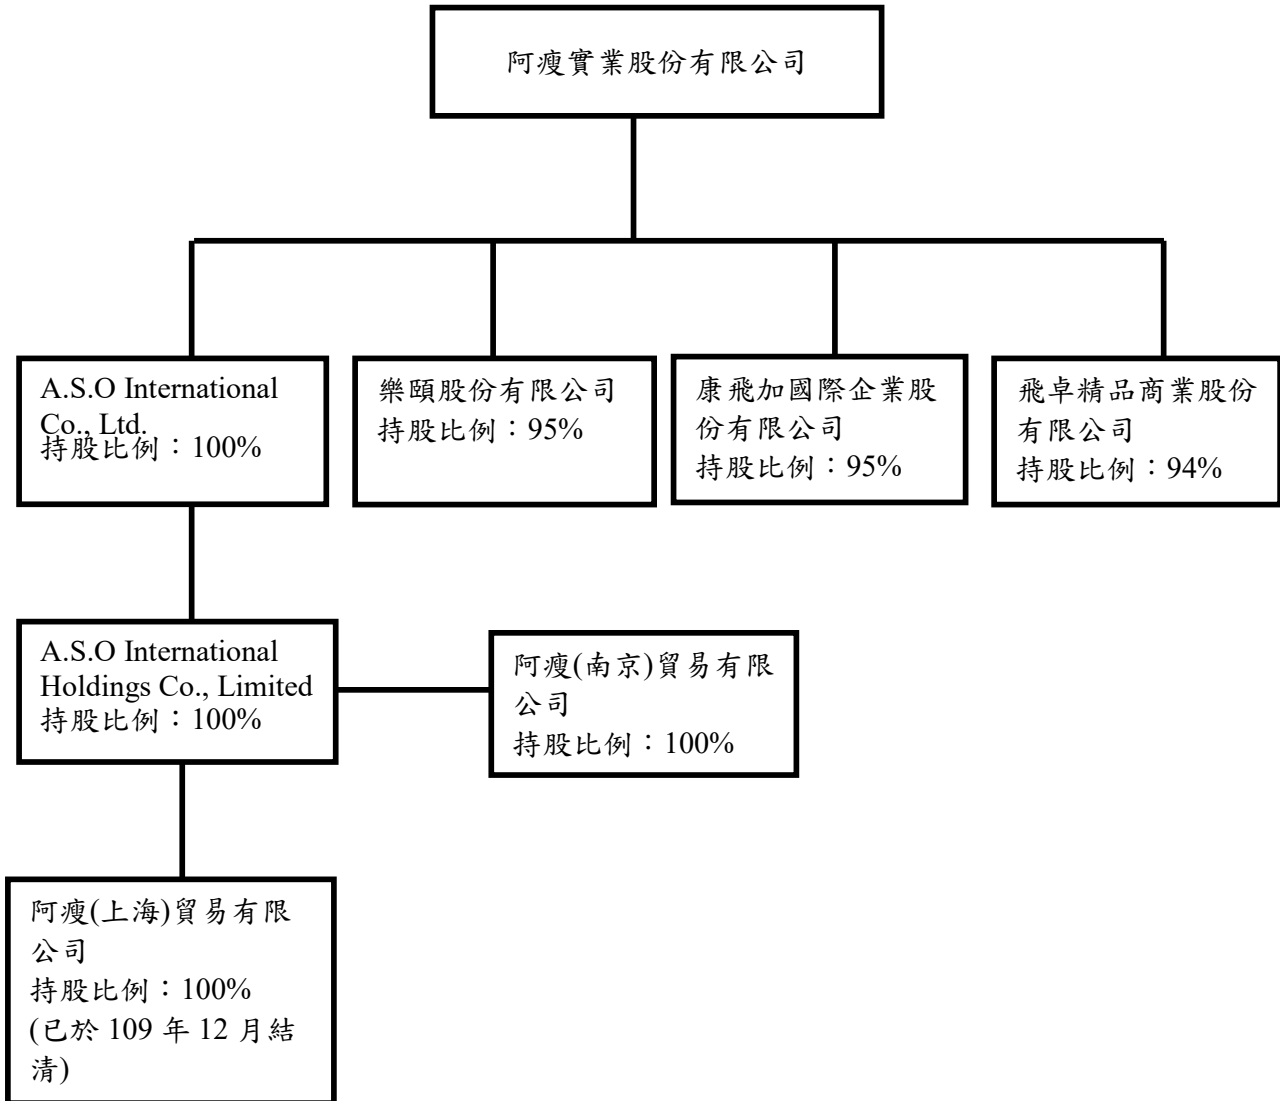 阿瘦實業股份有限公司
A.S.O International
Co., Ltd.
持股比例：100%
樂頤股份有限公司
持股比例：95%
康飛加國際企業股
份有限公司
持股比例：95%
飛卓精品商業股份
有限公司
持股比例：94%
A.S.O International
Holdings Co., Limited
持股比例：100%
阿瘦(南京)貿易有限
公司
持股比例：100%
阿瘦(上海)貿易有限
公司
持股比例：100%
(已於 109 年 12 月結
清)